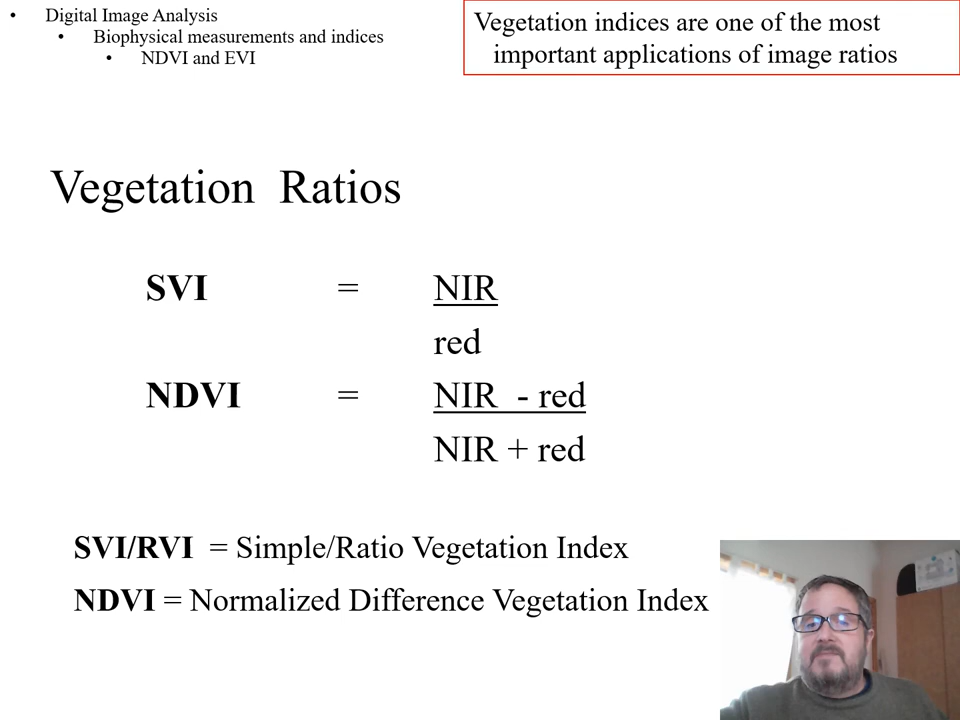 • Digital Image Analysis
• Biophysical measurements and indices
• NDVI and EVI
Vegetation indices are one of the most
important applications of image ratios
Vegetation Ratios
SVI = NIR
red
NDVI = NIR - red
NIR + red
SVI/RVI = Simple/Ratio Vegetation Index
NDVI = Normalized Difference Vegetation Index